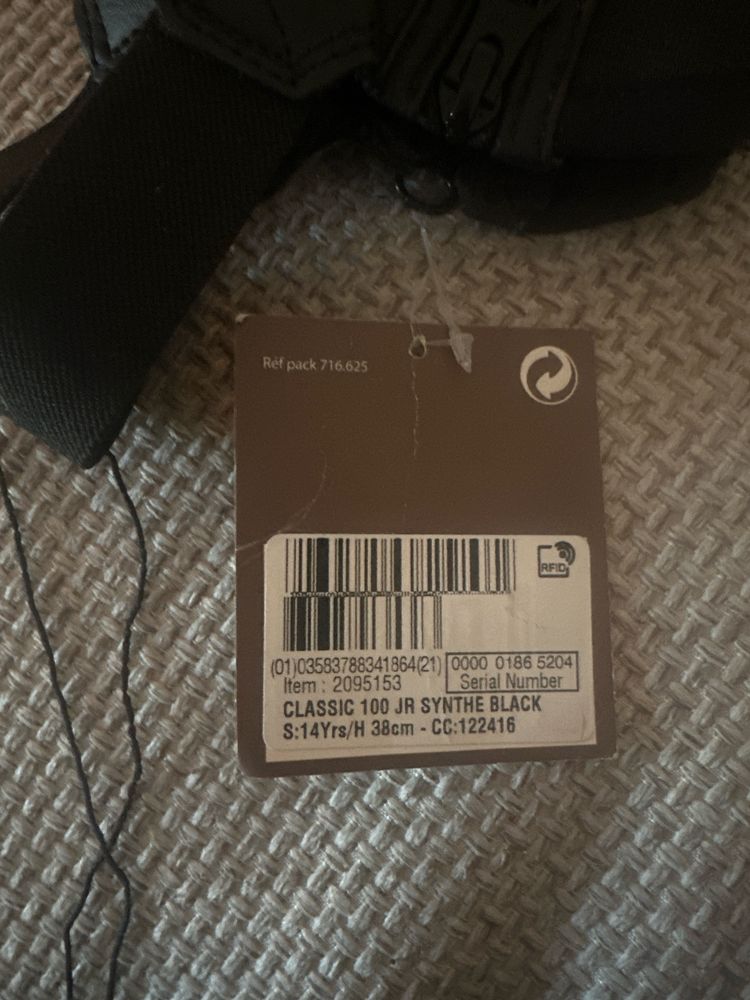 Réf pack 716.625
RFID
(01)03583788341864(21)
0000 0186 5204
Item : 2095153
Serial Number
CLASSIC 100 JR SYNTHE BLACK
S:14Yrs/H 38cm - CC:122416